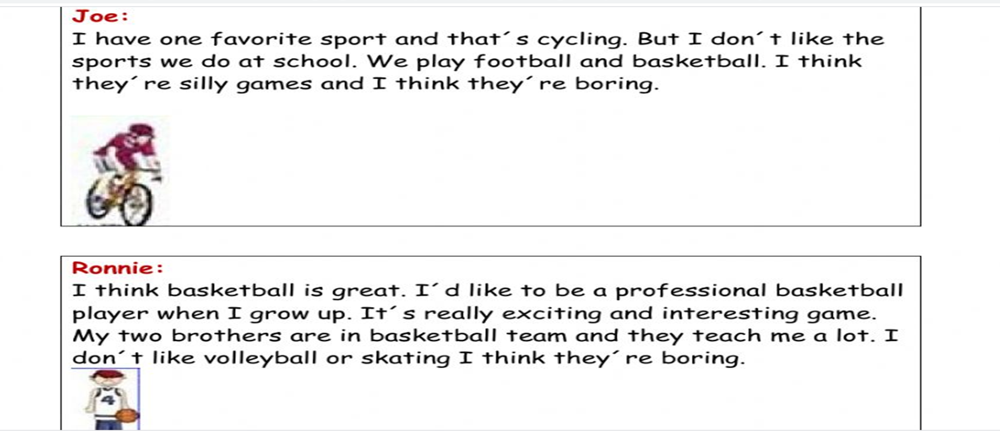 Joe:
I have one favorite sport and that´s cycling. But I don´t like the
sports we do at school. We play football and basketball. I think
they´re silly games and I think they´re boring.
Ronnie:
I think basketball is great. I´d like to be a professional basketball
player when I grow up. It´s really exciting and interesting game.
My two brothers are in basketball team and they teach me a lot. I
don´t like volleyball or skating I think they´re boring.
4